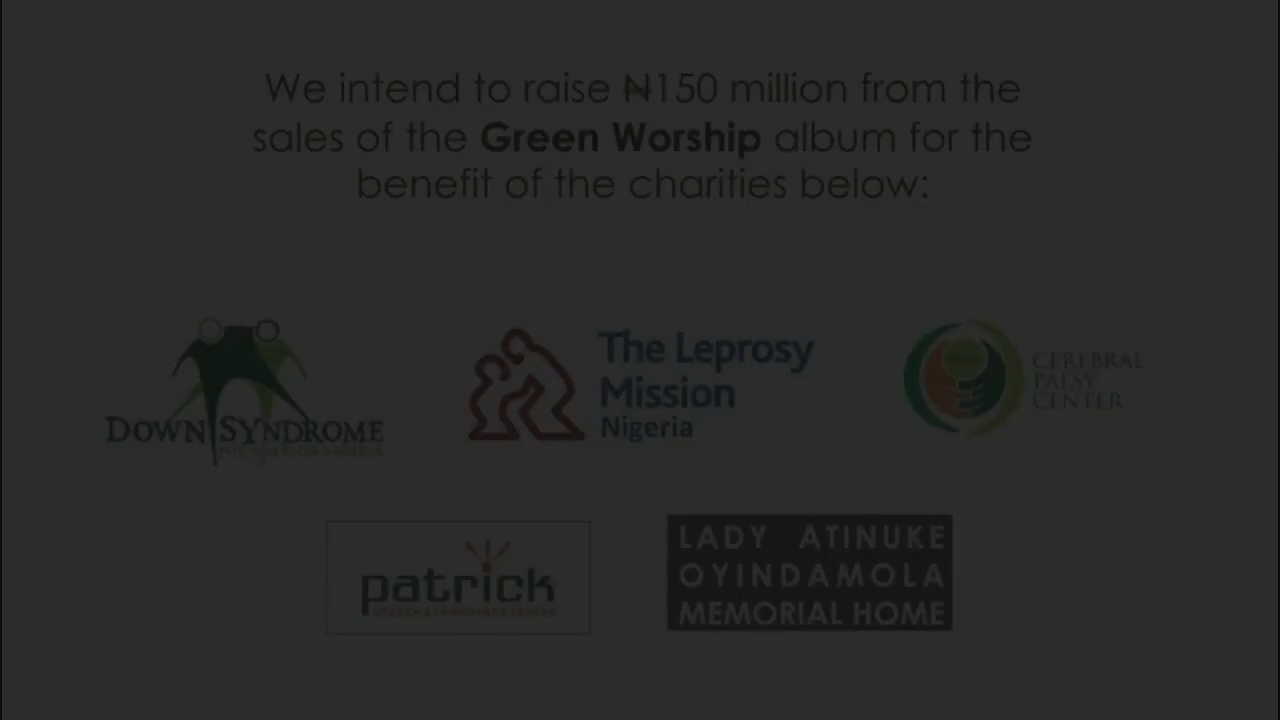 We intend to raise ₦150 million from the
sales of the Green Worship album for the
benefit of the charities below:
DOWN SYNDROME
The Leprosy
Mission
Nigeria
CEREBRAL
PALSY
CENTER
patrick
LADY ATINUKE
OYINDAMOLA
MEMORIAL HOME